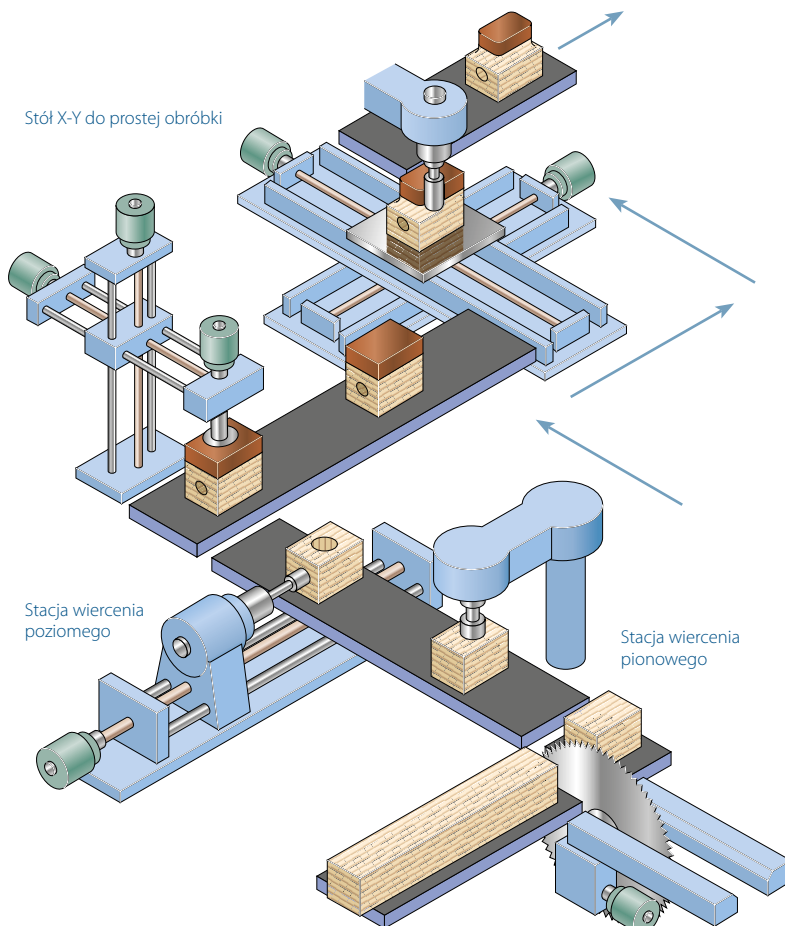 Stół X-Y do prostej obróbki
Stacja wiercenia
poziomego
Stacja wiercenia
pionowego